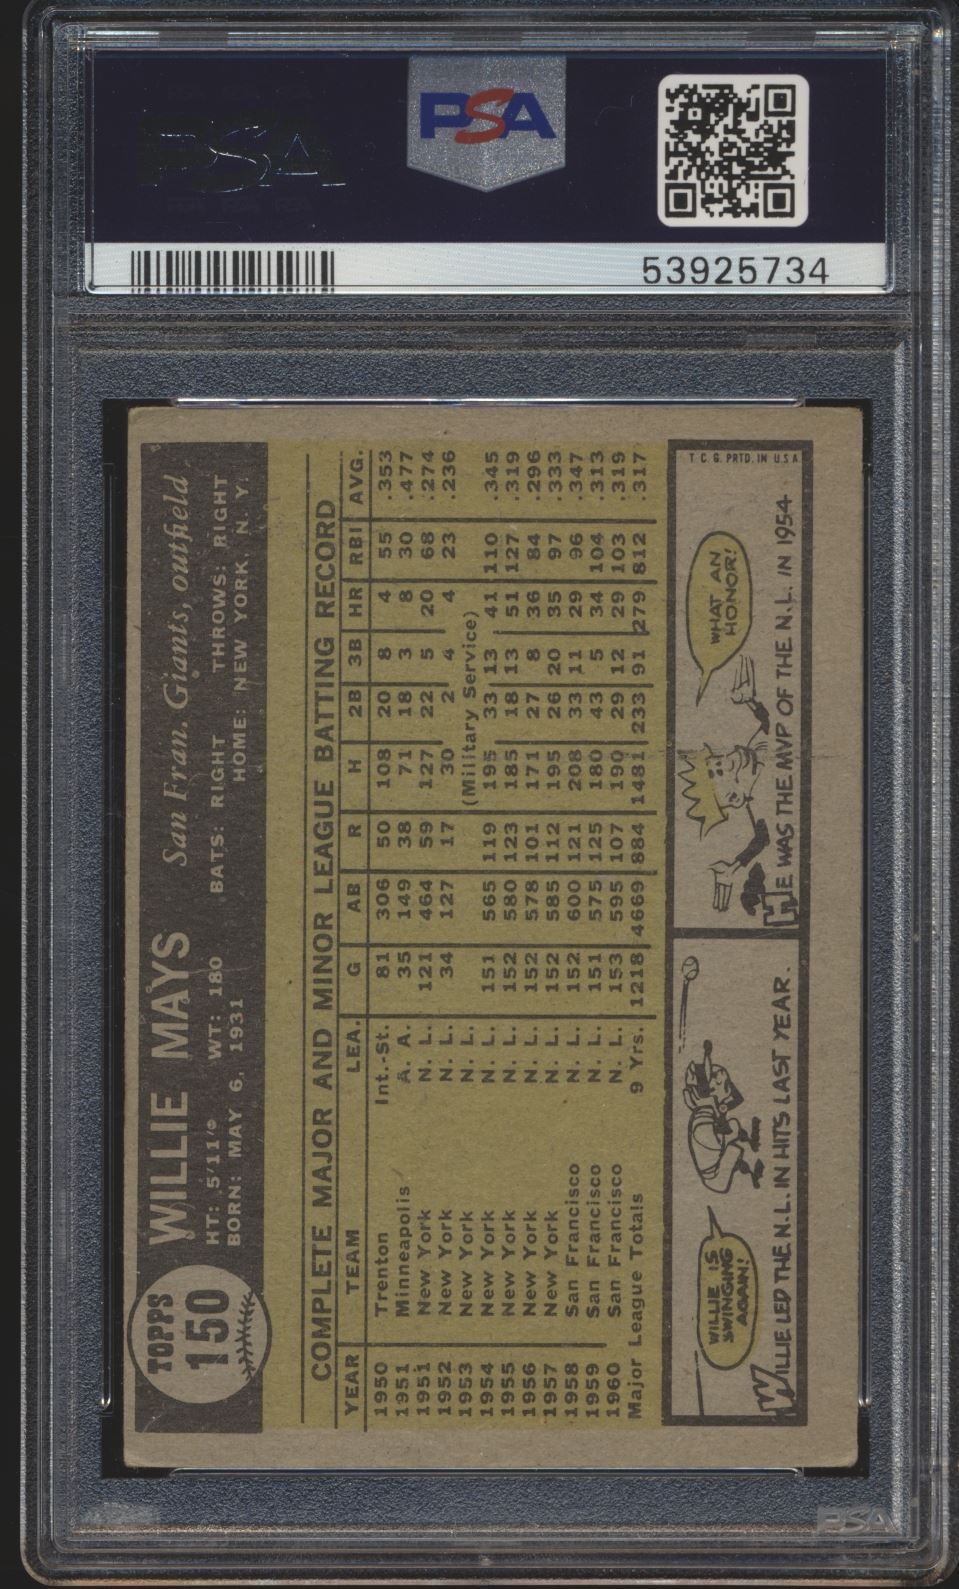 PSA
PSA
53925734
TOPPS
150
WILLIE MAYS San Fran. Giants, outfield
HT: 5'11" WT: 180 BATS: RIGHT THROWS: RIGHT
BORN: MAY 6, 1931 HOME: NEW YORK, N. Y.
COMPLETE MAJOR AND MINOR LEAGUE BATTING RECORD
YEAR TEAM LEA. G AB R H 2B 3B HR RBI AVG.
1950 Trenton Int.-St. 81 306 50 108 20 8 4 55 .353
1951 Minneapolis A. A. 35 149 38 71 18 3 8 30 .477
1951 New York N. L. 121 464 59 127 22 5 20 68 .274
1952 New York N. L. 34 127 17 30 2 4 4 23 .236
1953 New York N. L. (Military Service)
1954 New York N. L. 151 565 119 195 33 13 41 110 .345
1955 New York N. L. 152 580 123 185 18 13 51 127 .319
1956 New York N. L. 152 578 101 171 27 8 36 84 .296
1957 New York N. L. 152 585 112 195 26 20 35 97 .333
1958 San Francisco N. L. 152 600 121 208 33 11 29 96 .347
1959 San Francisco N. L. 151 575 125 180 43 5 34 104 .313
1960 San Francisco N. L. 153 595 107 190 29 12 29 103 .319
Major League Totals 9 Yrs. 1218 4669 884 1481 233 91 279 812 .317
WILLIE IS
SWINGING
AGAIN!
WILLIE LED THE N.L. IN HITS LAST YEAR.
WHAT AN
HONOR!
HE WAS THE MVP OF THE N.L. IN 1954
T. C. G. PRTD. IN U S A
PSA